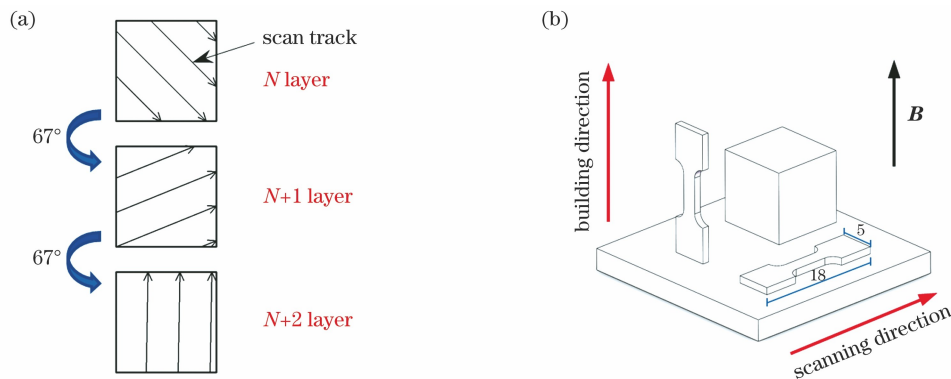 (a)
scan track
N layer
67°
N+1 layer
67°
N+2 layer
(b)
building direction
B
5
18
scanning direction